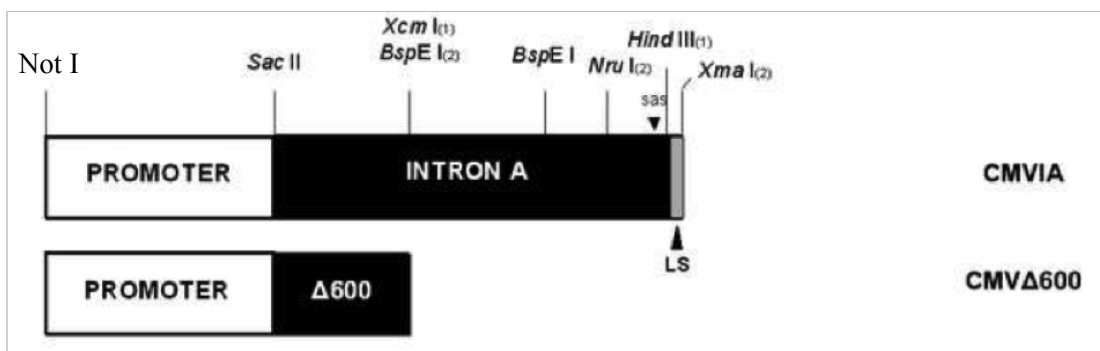 Not I
Sac II
Xcm I(1)
BspE I(2)
BspE I
Nru I(2)
Hind III(1)
Xma I(2)
sas
PROMOTER
INTRON A
CMVIA
LS
PROMOTER
Δ600
CMVΔ600